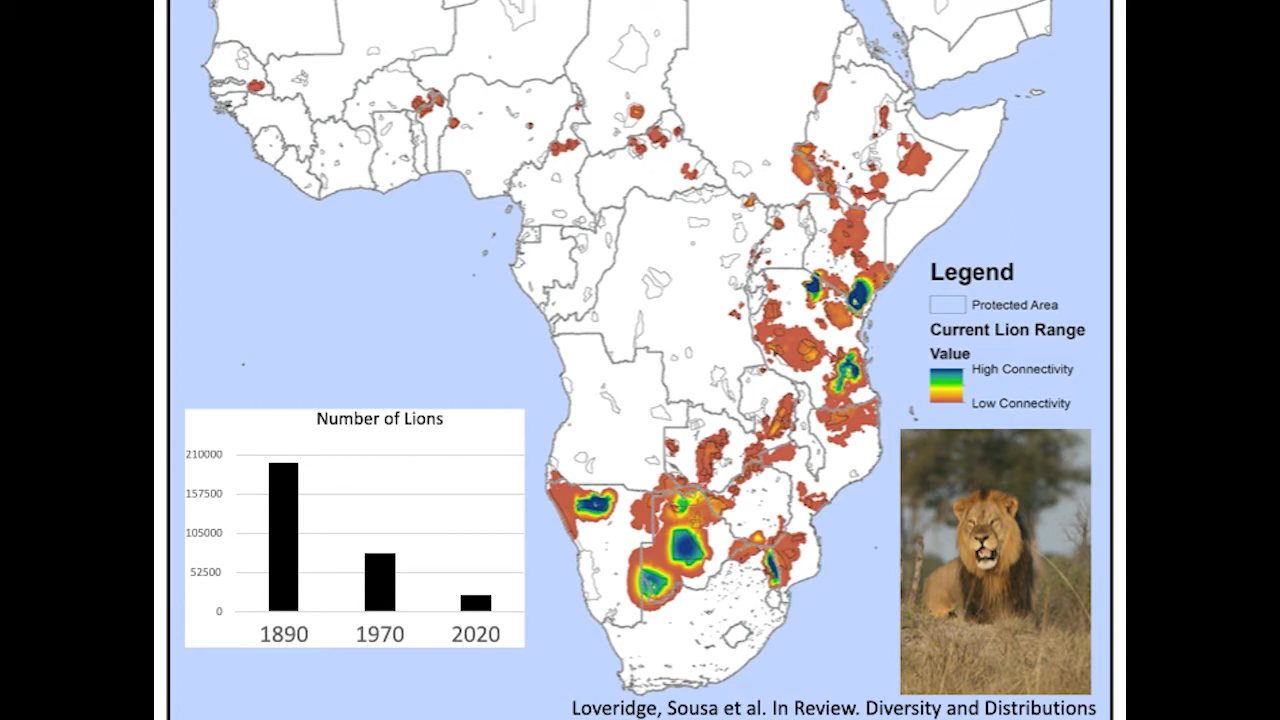 Legend
Protected Area
Current Lion Range
Value
High Connectivity
Low Connectivity
Number of Lions
210000
157500
105000
52500
0
1890 1970 2020
Loveridge, Sousa et al. In Review. Diversity and Distributions